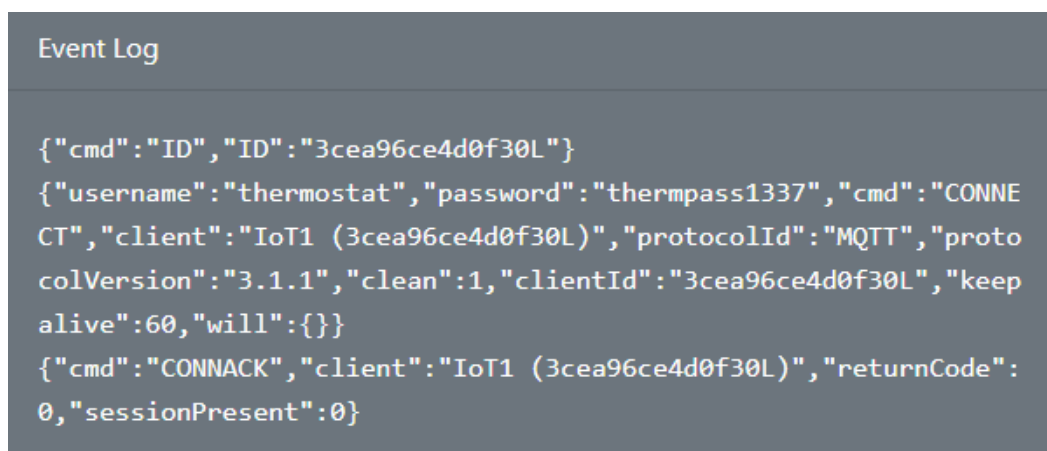 Event Log
{"cmd":"ID","ID":"3cea96ce4d0f30L"}
{"username":"thermostat","password":"thermpass1337","cmd":"CONNE
CT","client":"IoT1 (3cea96ce4d0f30L)","protocolId":"MQTT","proto
colVersion":"3.1.1","clean":1,"clientId":"3cea96ce4d0f30L","keep
alive":60,"will":{}}
{"cmd":"CONNACK","client":"IoT1 (3cea96ce4d0f30L)","returnCode":
0,"sessionPresent":0}